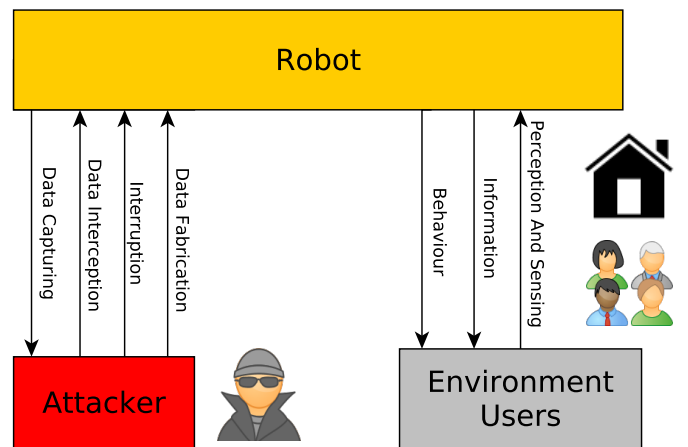 Robot
Data Capturing
Data Interception
Interruption
Data Fabrication
Behaviour
Information
Perception And Sensing
Attacker
Environment
Users